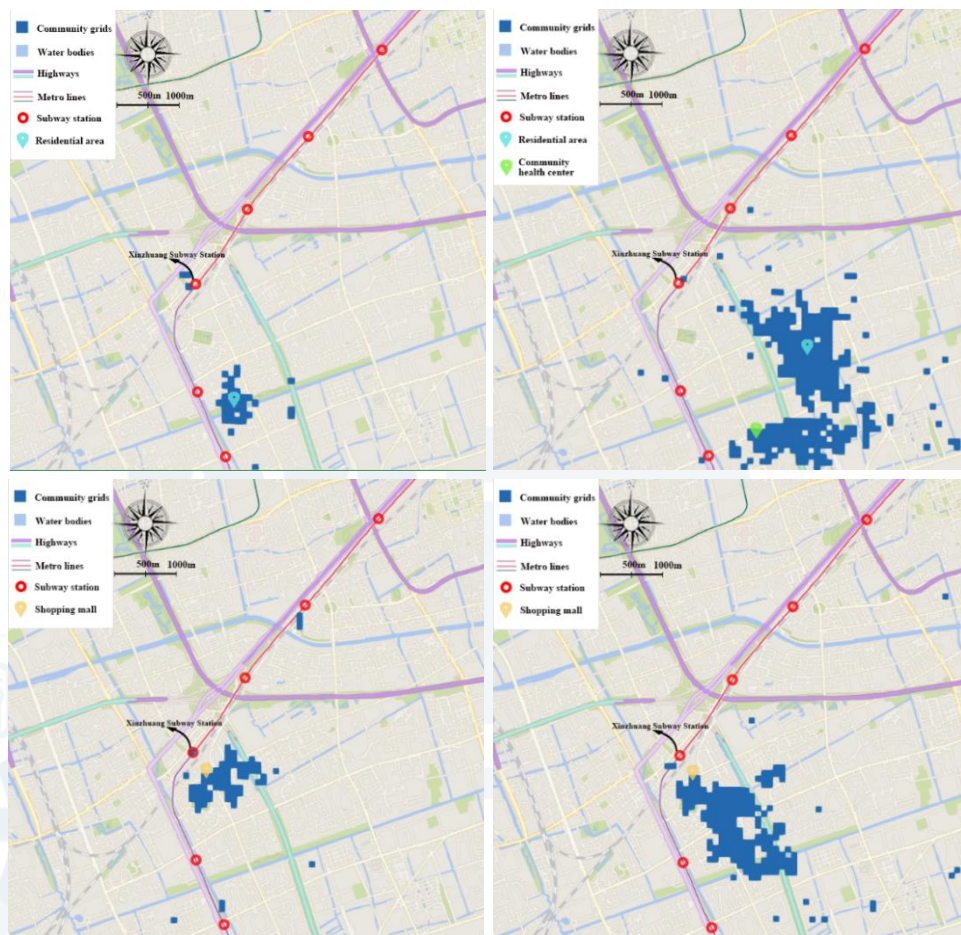 Community grids
Water bodies
Highways
Metro lines
Subway station
Residential area
500m 1000m
Xinzhuang Subway Station
Community grids
Water bodies
Highways
Metro lines
Subway station
Residential area
Community
health center
500m 1000m
Xinzhuang Subway Station
Community grids
Water bodies
Highways
Metro lines
Subway station
Shopping mall
500m 1000m
Xinzhuang Subway Station
Community grids
Water bodies
Highways
Metro lines
Subway station
Shopping mall
500m 1000m
Xinzhuang Subway Station